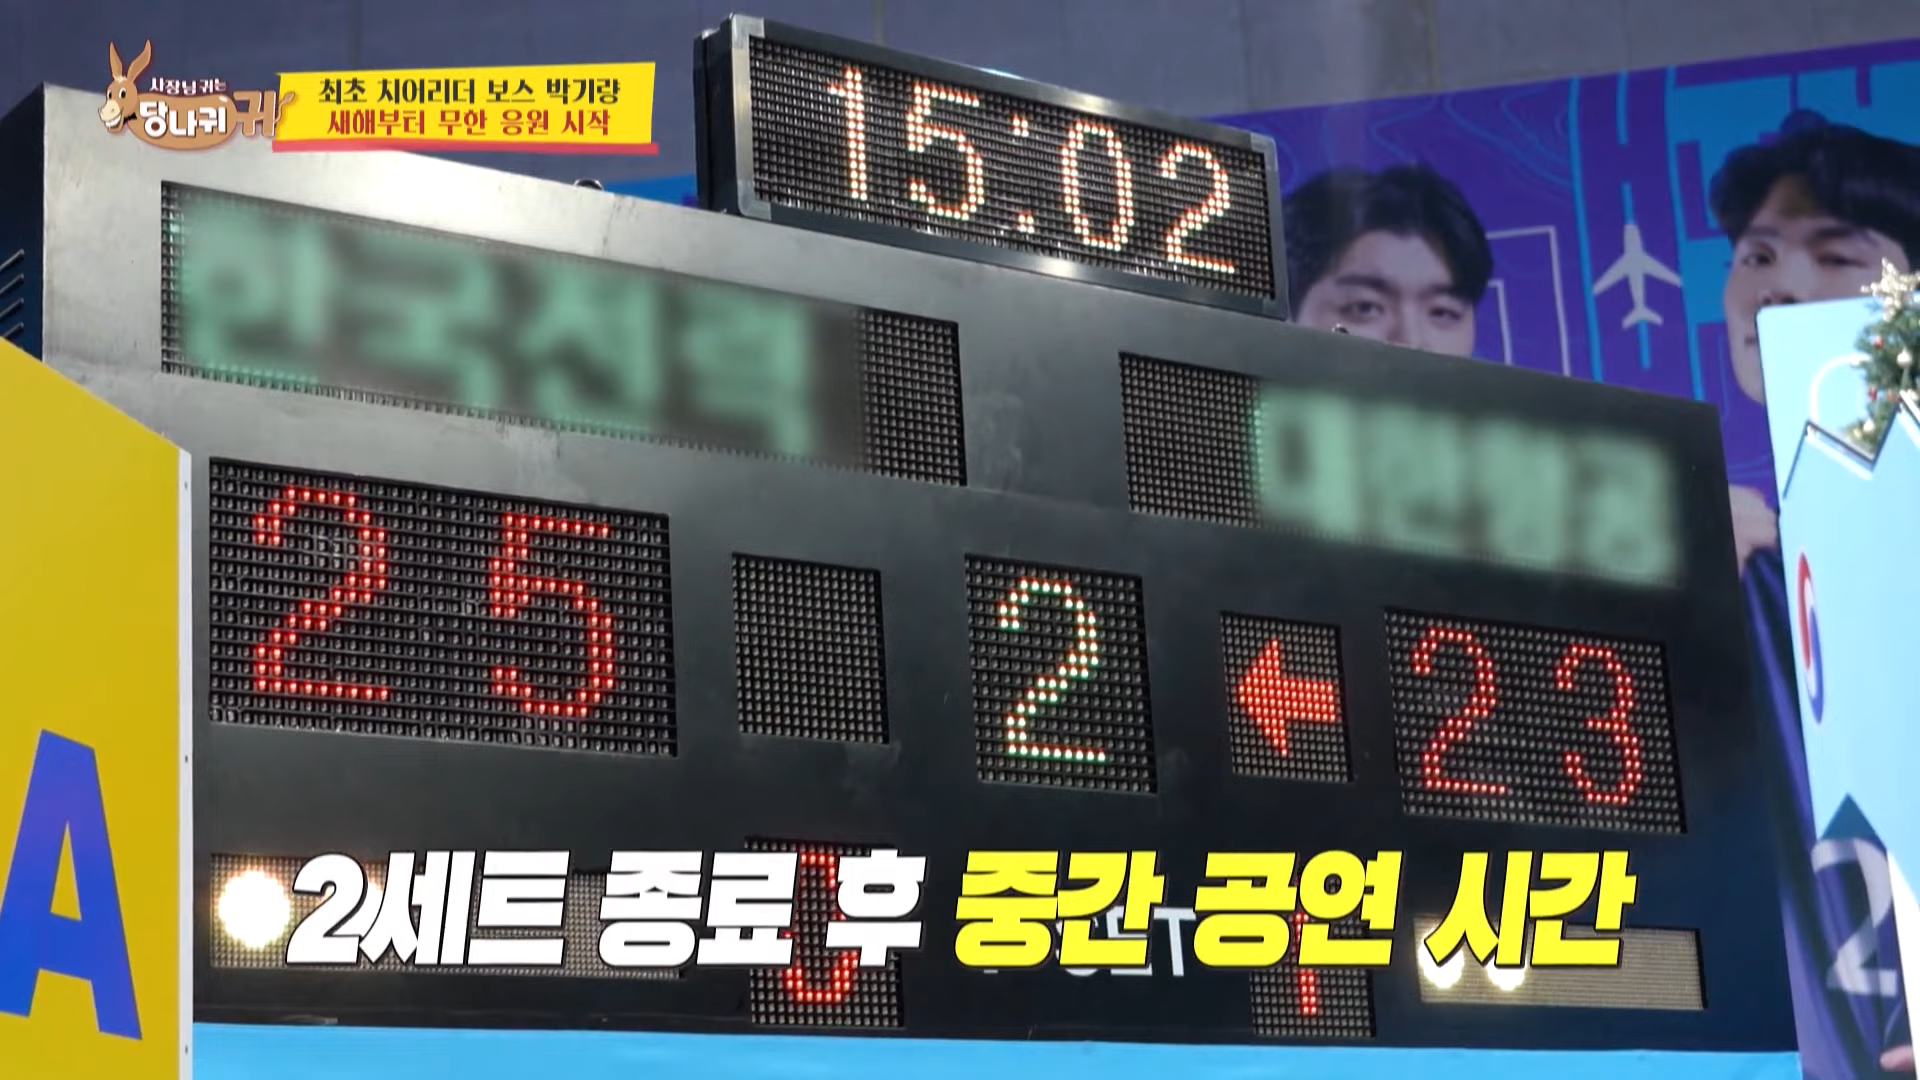 사장님 귀는
당나귀 귀
최초 치어리더 보스 박기량
새해부터 무한 응원 시작
15:02
25
2
23
SET
1
A
2세트 종료 후 중간 공연 시간